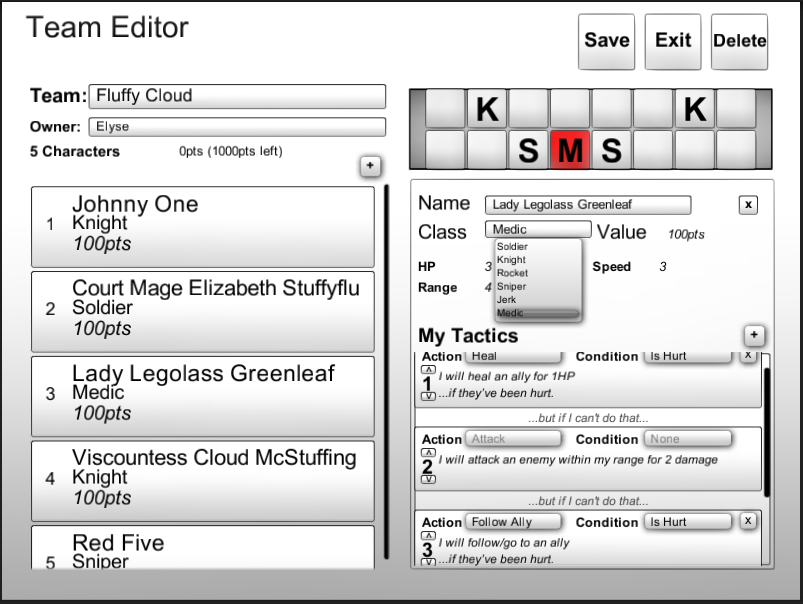 Team Editor
Save Exit Delete
Team: Fluffy Cloud
Owner: Elyse
5 Characters 0pts (1000pts left)
+
1 Johnny One
Knight
100pts
2 Court Mage Elizabeth Stuffyflu
Soldier
100pts
3 Lady Legolass Greenleaf
Medic
100pts
4 Viscountess Cloud McStuffing
Knight
100pts
5 Red Five
Sniper
K K
S M S
Name Lady Legolass Greenleaf x
Class Medic Value 100pts
Soldier
Knight
Rocket
Sniper
Jerk
Medic
HP 3 Speed 3
Range 4
My Tactics +
Action Heal Condition Is Hurt x
1 I will heal an ally for 1HP
...if they've been hurt.
...but if I can't do that...
Action Attack Condition None
2 I will attack an enemy within my range for 2 damage
...but if I can't do that...
Action Follow Ally Condition Is Hurt x
3 I will follow/go to an ally
...if they've been hurt.